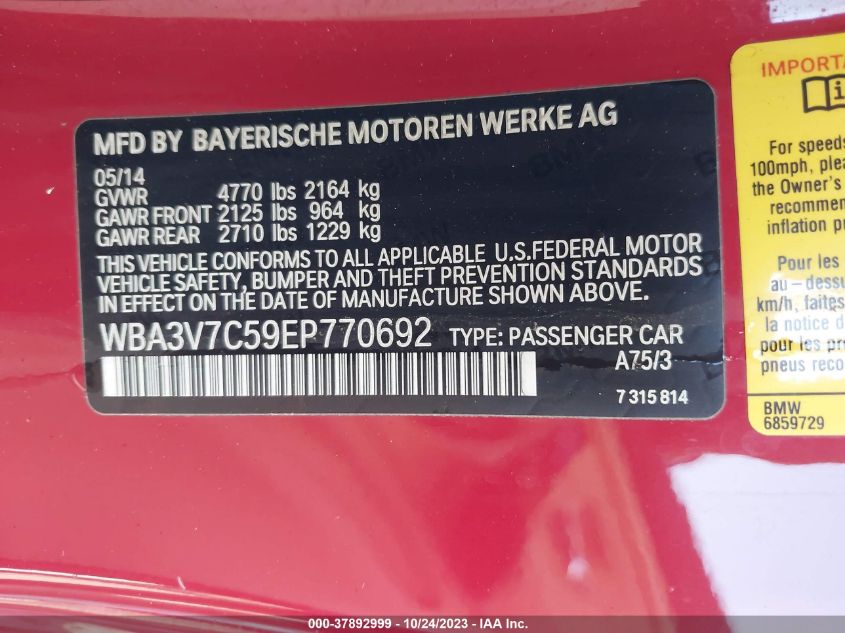 MFD BY BAYERISCHE MOTOREN WERKE AG
05/14
GVWR 4770 lbs 2164 kg
GAWR FRONT 2125 lbs 964 kg
GAWR REAR 2710 lbs 1229 kg
THIS VEHICLE CONFORMS TO ALL APPLICABLE U.S.FEDERAL MOTOR
VEHICLE SAFETY, BUMPER AND THEFT PREVENTION STANDARDS
IN EFFECT ON THE DATE OF MANUFACTURE SHOWN ABOVE.
WBA3V7C59EP770692 TYPE: PASSENGER CAR
A75/3
7 315 814
IMPORTA
For speeds
100mph, plea
the Owner's
recommen
inflation pr
Pour les
au-dessu
km/h, faites
la notice d
pour les pre
pneus reco
BMW
6859729
000-37892999 - 10/24/2023 - IAA Inc.